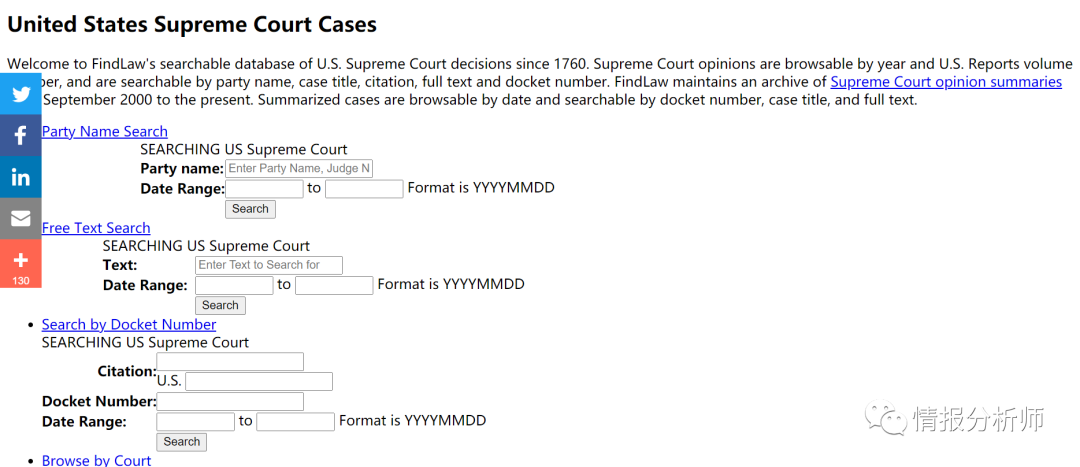 United States Supreme Court Cases
Welcome to FindLaw's searchable database of U.S. Supreme Court decisions since 1760. Supreme Court opinions are browsable by year and U.S. Reports volume
er, and are searchable by party name, case title, citation, full text and docket number. FindLaw maintains an archive of Supreme Court opinion summaries
September 2000 to the present. Summarized cases are browsable by date and searchable by docket number, case title, and full text.
Party Name Search
SEARCHING US Supreme Court
Party name: Enter Party Name, Judge N
Date Range: to Format is YYYYMMDD
Search
Free Text Search
SEARCHING US Supreme Court
Text: Enter Text to Search for
Date Range: to Format is YYYYMMDD
Search
130
• Search by Docket Number
SEARCHING US Supreme Court
Citation:
U.S.
Docket Number:
Date Range: to Format is YYYYMMDD
Search
• Browse by Court
情报分析师